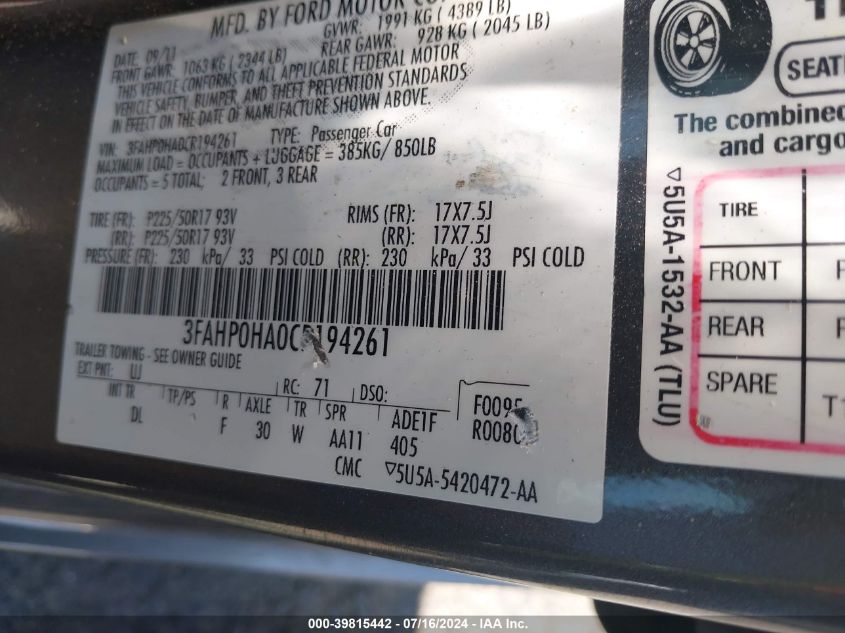 MFD. BY FORD MOTOR CO.
DATE: 09/11
GVWR: 1991 KG ( 4389 LB)
FRONT GAWR: 1063 KG ( 2344 LB)
REAR GAWR: 928 KG ( 2045 LB)
THIS VEHICLE CONFORMS TO ALL APPLICABLE FEDERAL MOTOR
VEHICLE SAFETY, BUMPER, AND THEFT PREVENTION STANDARDS
IN EFFECT ON THE DATE OF MANUFACTURE SHOWN ABOVE.
VIN: 3FAHP0HA0CR194261 TYPE: Passenger Car
MAXIMUM LOAD = OCCUPANTS + LUGGAGE = 385KG/ 850LB
OCCUPANTS = 5 TOTAL; 2 FRONT, 3 REAR
TIRE (FR): P225/50R17 93V RIMS (FR): 17X7.5J
(RR): P225/50R17 93V (RR): 17X7.5J
PRESSURE (FR): 230 kPa/ 33 PSI COLD (RR): 230 kPa/ 33 PSI COLD
3FAHP0HA0CR194261
TRAILER TOWING - SEE OWNER GUIDE
EXT PNT: UJ RC: 71 DSO: F0095
INT TR TP/PS R AXLE TR SPR ADE1F R0080
DL F 30 W AA11 405
CMC ▽5U5A-5420472-AA
SEATI
The combined
and cargo
▽5U5A-1532-AA (TLU)
TIRE
FRONT
REAR
SPARE T1
000-39815442 - 07/16/2024 - IAA Inc.